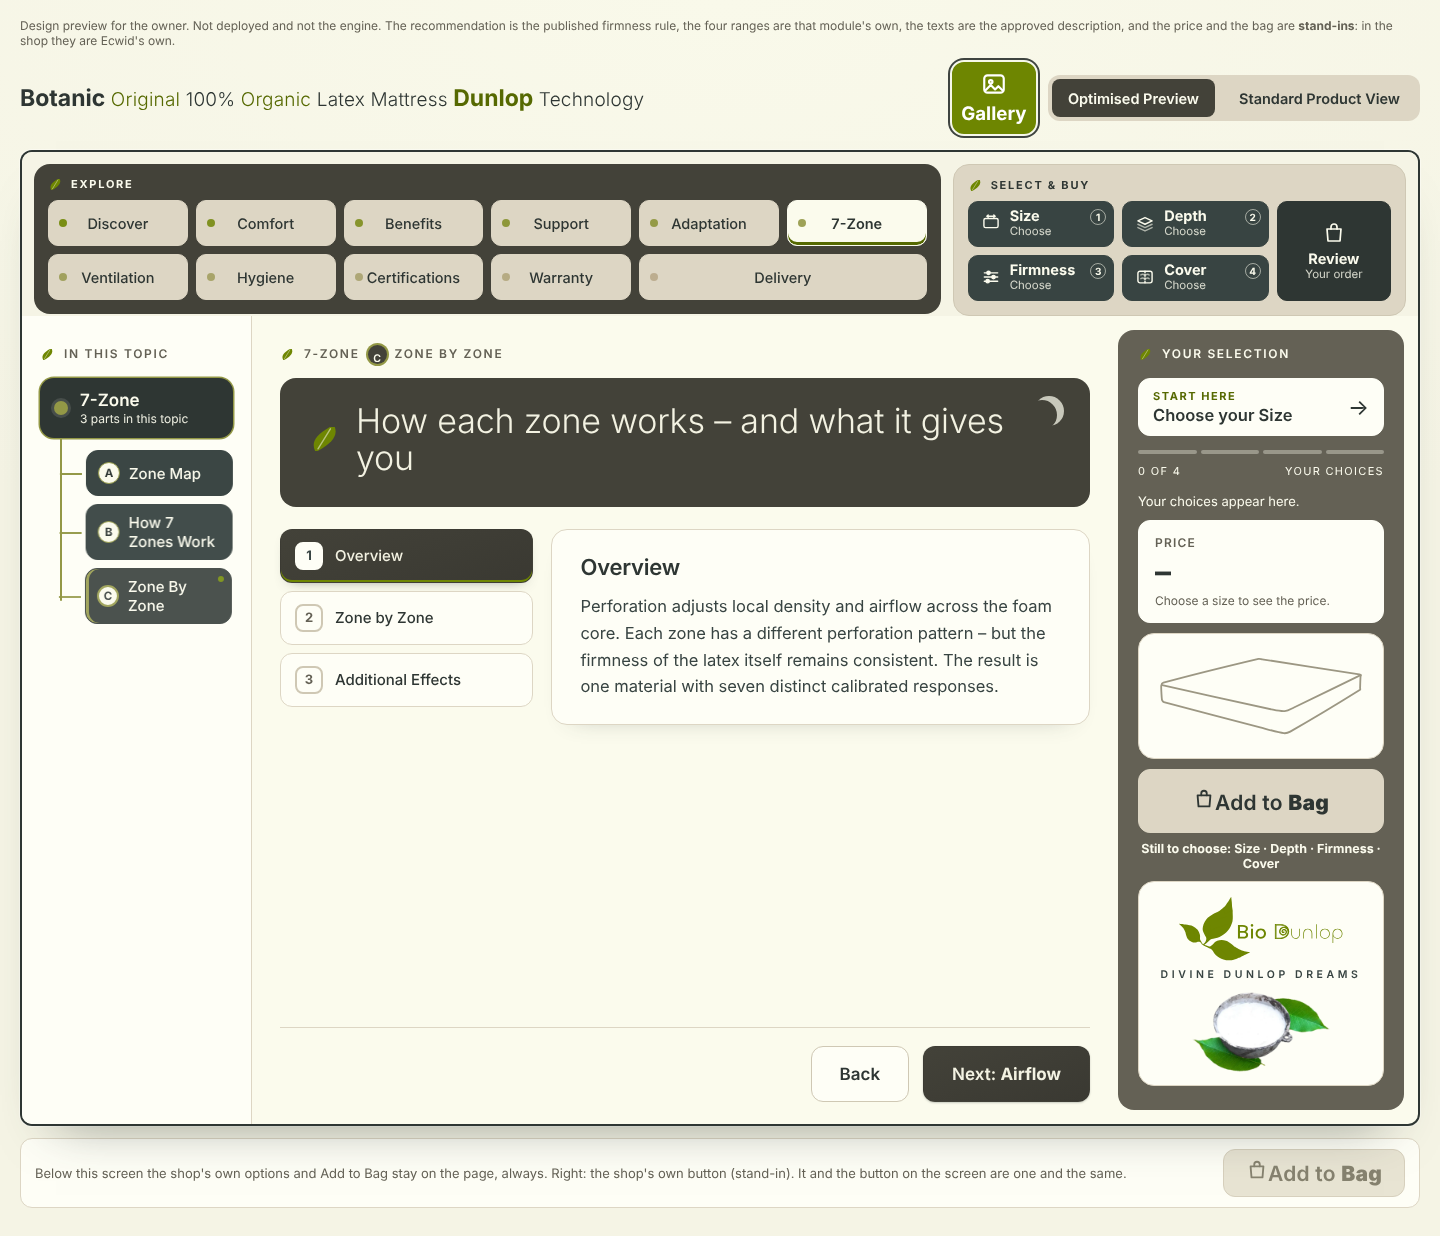 Design preview for the owner. Not deployed and not the engine. The recommendation is the published firmness rule, the four ranges are that module's own, the texts are the approved description, and the price and the bag are stand-ins: in the
shop they are Ecwid's own.
Botanic Original 100% Organic Latex Mattress Dunlop Technology
Gallery
Optimised Preview
Standard Product View
EXPLORE
Discover
Comfort
Benefits
Support
Adaptation
7-Zone
Ventilation
Hygiene
Certifications
Warranty
Delivery
SELECT & BUY
Size
Choose
1
Depth
Choose
2
Firmness
Choose
3
Cover
Choose
4
Review
Your order
IN THIS TOPIC
7-Zone
3 parts in this topic
A
Zone Map
B
How 7
Zones Work
C
Zone By
Zone
7-ZONE C ZONE BY ZONE
How each zone works – and what it gives
you
1 Overview
2 Zone by Zone
3 Additional Effects
Overview
Perforation adjusts local density and airflow across the foam
core. Each zone has a different perforation pattern – but the
firmness of the latex itself remains consistent. The result is
one material with seven distinct calibrated responses.
Back
Next: Airflow
YOUR SELECTION
START HERE
Choose your Size
0 OF 4
YOUR CHOICES
Your choices appear here.
PRICE
–
Choose a size to see the price.
Add to Bag
Still to choose: Size · Depth · Firmness ·
Cover
Bio Dunlop
DIVINE DUNLOP DREAMS
Below this screen the shop's own options and Add to Bag stay on the page, always. Right: the shop's own button (stand-in). It and the button on the screen are one and the same.
Add to Bag